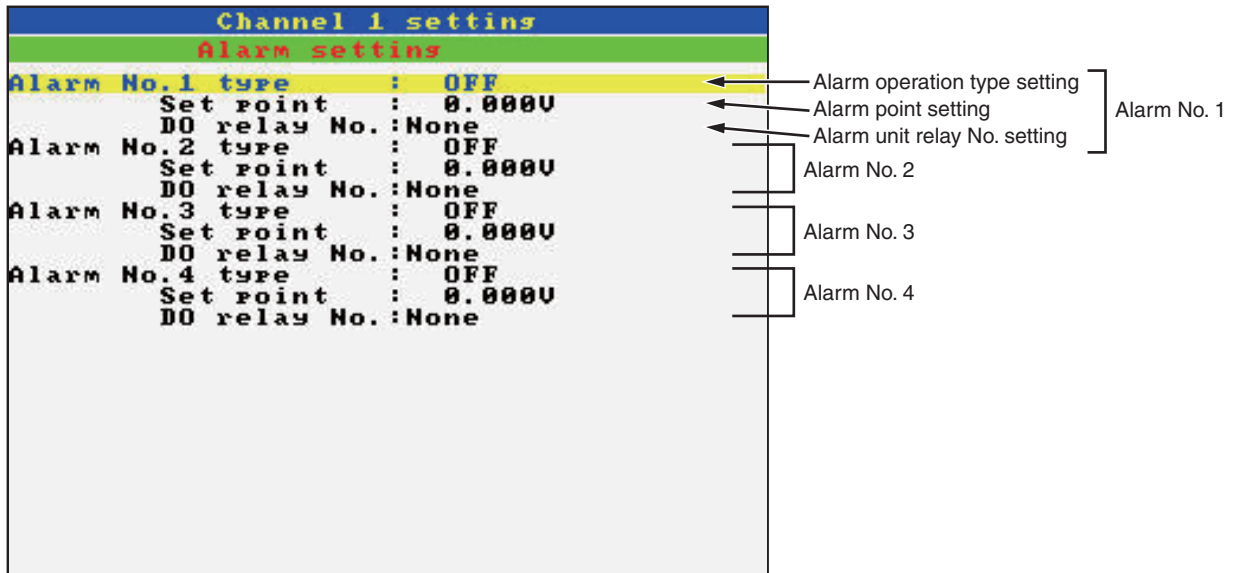 Channel 1 setting
Alarm setting
Alarm No.1 type : OFF
Set point : 0.000V
DO relay No.:None
Alarm No.2 type : OFF
Set point : 0.000V
DO relay No.:None
Alarm No.3 type : OFF
Set point : 0.000V
DO relay No.:None
Alarm No.4 type : OFF
Set point : 0.000V
DO relay No.:None
Alarm operation type setting
Alarm point setting
Alarm unit relay No. setting
Alarm No. 1
Alarm No. 2
Alarm No. 3
Alarm No. 4